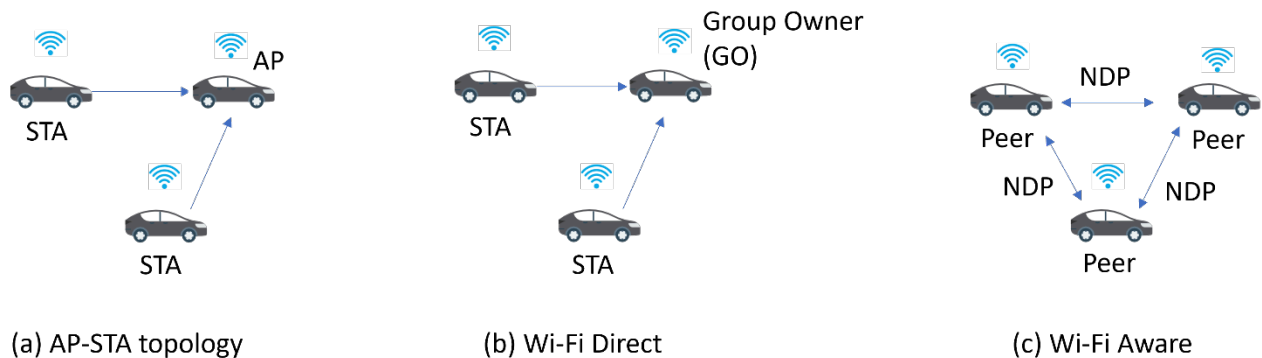 AP
STA
STA
(a) AP-STA topology
Group Owner
(GO)
STA
STA
(b) Wi-Fi Direct
NDP
Peer
Peer
NDP
NDP
Peer
(c) Wi-Fi Aware